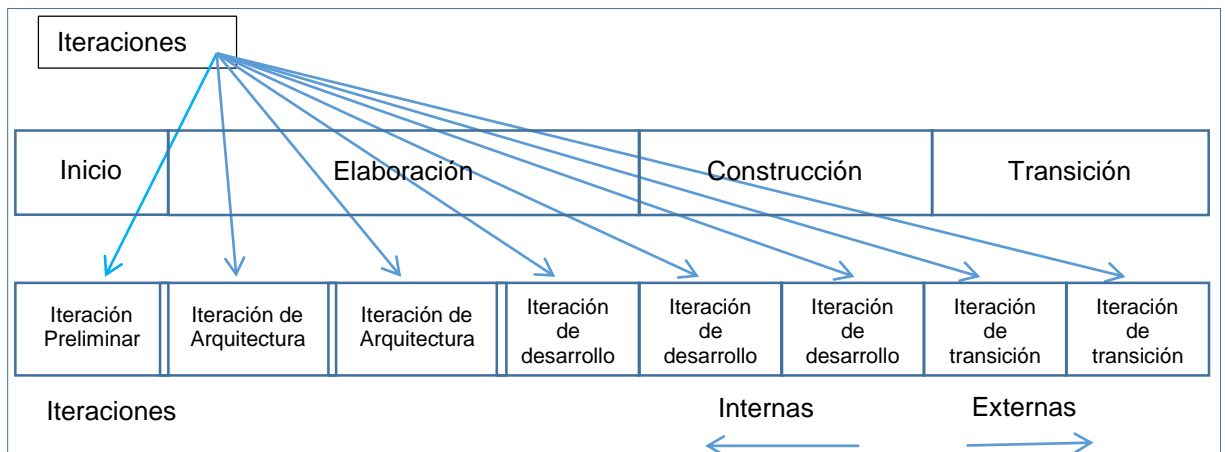 Iteraciones
Inicio
Elaboración
Construcción
Transición
Iteración
Preliminar
Iteración de
Arquitectura
Iteración de
Arquitectura
Iteración
de
desarrollo
Iteración
de
desarrollo
Iteración
de
desarrollo
Iteración
de
transición
Iteración
de
transición
Iteraciones
Internas
Externas